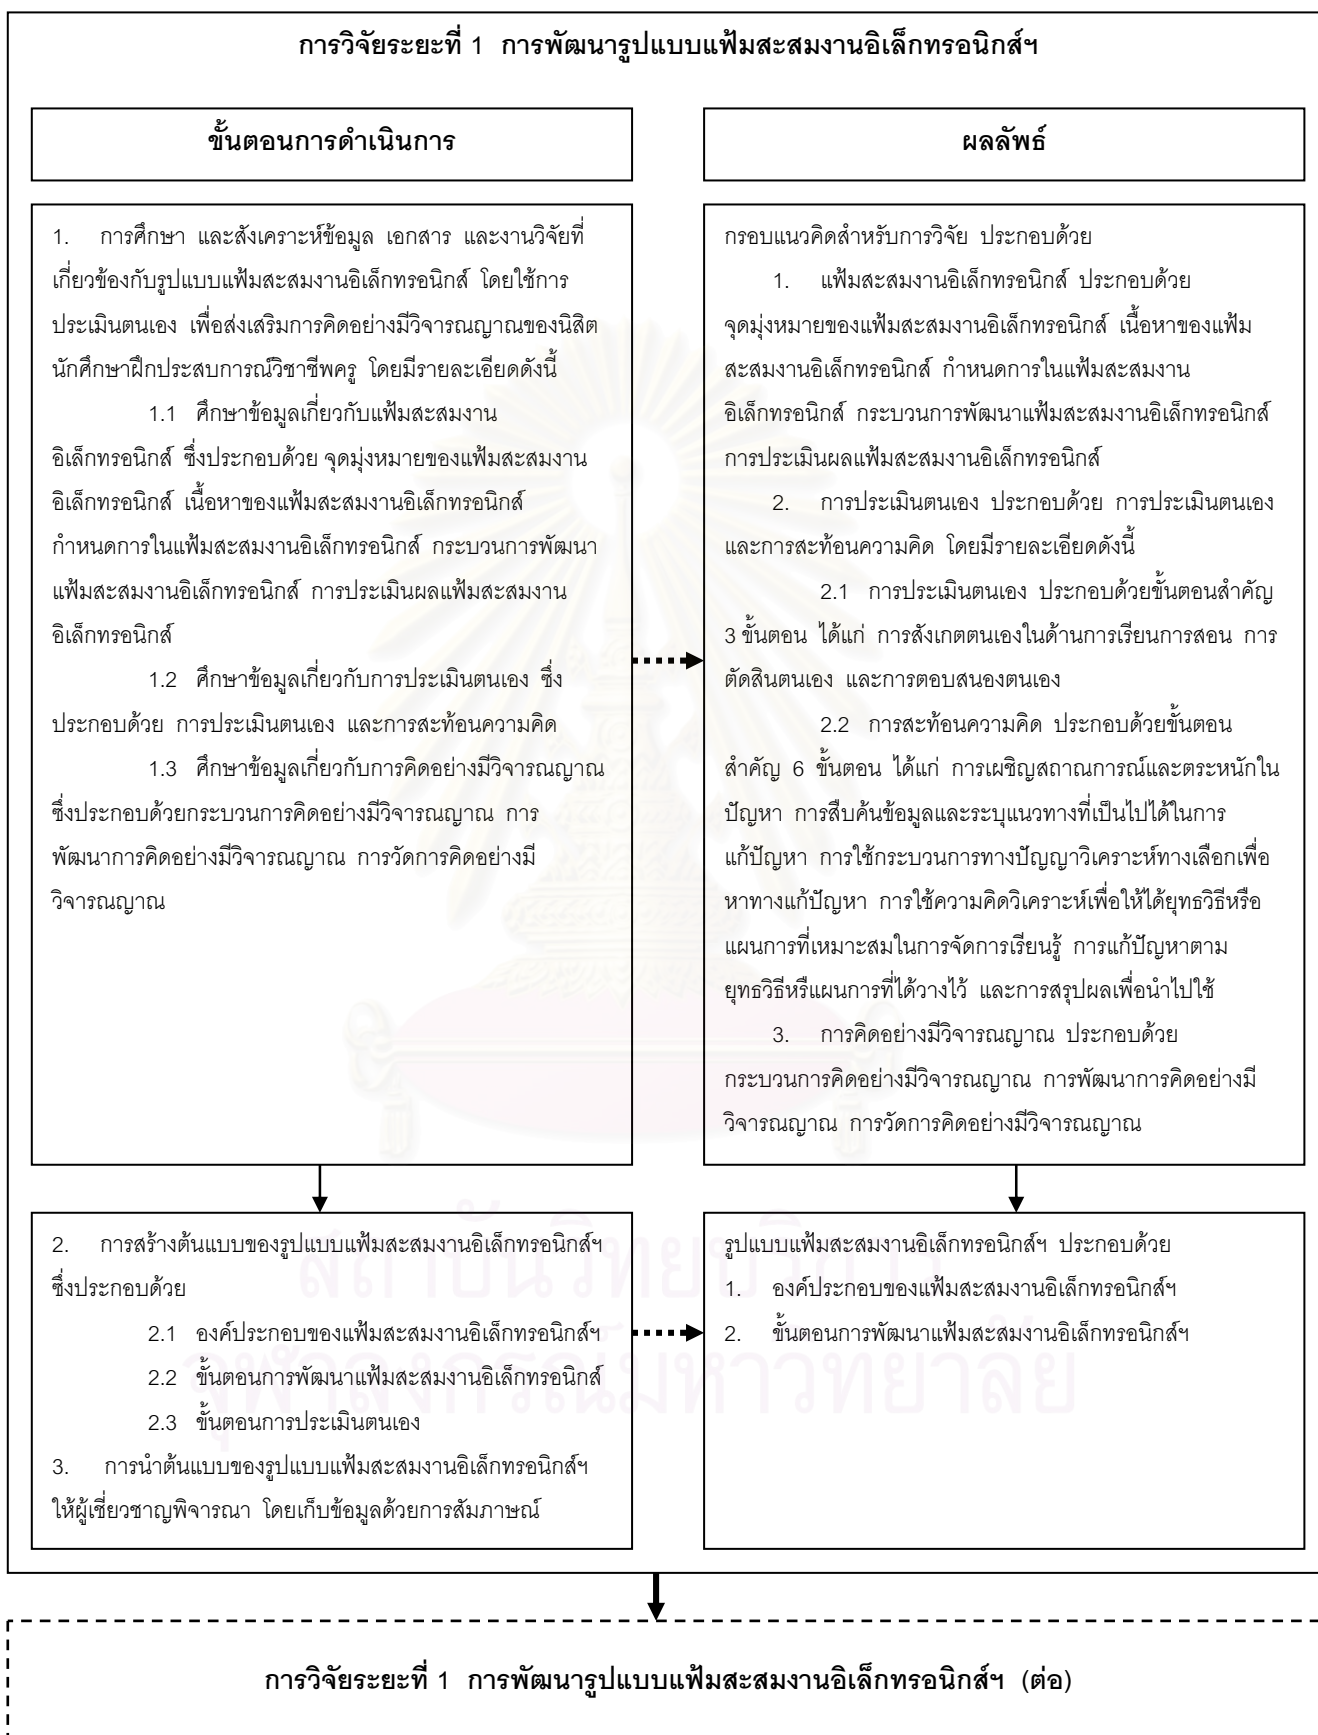 การวิจัยระยะที่ 1 การพัฒนารูปแบบแฟ้มสะสมงานอิเล็กทรอนิกส์ฯ
ขั้นตอนการดำเนินการ
ผลลัพธ์
1. การศึกษา และสังเคราะห์ข้อมูล เอกสาร และงานวิจัยที่
เกี่ยวข้องกับรูปแบบแฟ้มสะสมงานอิเล็กทรอนิกส์ โดยใช้การ
ประเมินตนเอง เพื่อส่งเสริมการคิดอย่างมีวิจารณญาณของนิสิต
นักศึกษาฝึกประสบการณ์วิชาชีพครู โดยมีรายละเอียดดังนี้
1.1 ศึกษาข้อมูลเกี่ยวกับแฟ้มสะสมงาน
อิเล็กทรอนิกส์ ซึ่งประกอบด้วย จุดมุ่งหมายของแฟ้มสะสมงาน
อิเล็กทรอนิกส์ เนื้อหาของแฟ้มสะสมงานอิเล็กทรอนิกส์
กำหนดการในแฟ้มสะสมงานอิเล็กทรอนิกส์ กระบวนการพัฒนา
แฟ้มสะสมงานอิเล็กทรอนิกส์ การประเมินผลแฟ้มสะสมงาน
อิเล็กทรอนิกส์
1.2 ศึกษาข้อมูลเกี่ยวกับการประเมินตนเอง ซึ่ง
ประกอบด้วย การประเมินตนเอง และการสะท้อนความคิด
1.3 ศึกษาข้อมูลเกี่ยวกับการคิดอย่างมีวิจารณญาณ
ซึ่งประกอบด้วยกระบวนการคิดอย่างมีวิจารณญาณ การ
พัฒนาการคิดอย่างมีวิจารณญาณ การวัดการคิดอย่างมี
วิจารณญาณ
กรอบแนวคิดสำหรับการวิจัย ประกอบด้วย
1. แฟ้มสะสมงานอิเล็กทรอนิกส์ ประกอบด้วย
จุดมุ่งหมายของแฟ้มสะสมงานอิเล็กทรอนิกส์ เนื้อหาของแฟ้ม
สะสมงานอิเล็กทรอนิกส์ กำหนดการในแฟ้มสะสมงาน
อิเล็กทรอนิกส์ กระบวนการพัฒนาแฟ้มสะสมงานอิเล็กทรอนิกส์
การประเมินผลแฟ้มสะสมงานอิเล็กทรอนิกส์
2. การประเมินตนเอง ประกอบด้วย การประเมินตนเอง
และการสะท้อนความคิด โดยมีรายละเอียดดังนี้
2.1 การประเมินตนเอง ประกอบด้วยขั้นตอนสำคัญ
3 ขั้นตอน ได้แก่ การสังเกตตนเองในด้านการเรียนการสอน การ
ตัดสินตนเอง และการตอบสนองตนเอง
2.2 การสะท้อนความคิด ประกอบด้วยขั้นตอน
สำคัญ 6 ขั้นตอน ได้แก่ การเผชิญสถาณการณ์และตระหนักใน
ปัญหา การสืบค้นข้อมูลและระบุแนวทางที่เป็นไปได้ในการ
แก้ปัญหา การใช้กระบวนการทางปัญญาวิเคราะห์ทางเลือกเพื่อ
หาทางแก้ปัญหา การใช้ความคิดวิเคราะห์เพื่อให้ได้ยุทธวิธีหรือ
แผนการที่เหมาะสมในการจัดการเรียนรู้ การแก้ปัญหาตาม
ยุทธวิธีหรืแผนการที่ได้วางไว้ และการสรุปผลเพื่อนำไปใช้
3. การคิดอย่างมีวิจารณญาณ ประกอบด้วย
กระบวนการคิดอย่างมีวิจารณญาณ การพัฒนาการคิดอย่างมี
วิจารณญาณ การวัดการคิดอย่างมีวิจารณญาณ
2. การสร้างต้นแบบของรูปแบบแฟ้มสะสมงานอิเล็กทรอนิกส์ฯ
ซึ่งประกอบด้วย
2.1 องค์ประกอบของแฟ้มสะสมงานอิเล็กทรอนิกส์ฯ
2.2 ขั้นตอนการพัฒนาแฟ้มสะสมงานอิเล็กทรอนิกส์
2.3 ขั้นตอนการประเมินตนเอง
3. การนำต้นแบบของรูปแบบแฟ้มสะสมงานอิเล็กทรอนิกส์ฯ
ให้ผู้เชี่ยวชาญพิจารณา โดยเก็บข้อมูลด้วยการสัมภาษณ์
รูปแบบแฟ้มสะสมงานอิเล็กทรอนิกส์ฯ ประกอบด้วย
1. องค์ประกอบของแฟ้มสะสมงานอิเล็กทรอนิกส์ฯ
2. ขั้นตอนการพัฒนาแฟ้มสะสมงานอิเล็กทรอนิกส์ฯ
สถาบันวิทยบริการ
จุฬาลงกรณ์มหาวิทยาลัย
การวิจัยระยะที่ 1 การพัฒนารูปแบบแฟ้มสะสมงานอิเล็กทรอนิกส์ฯ (ต่อ)